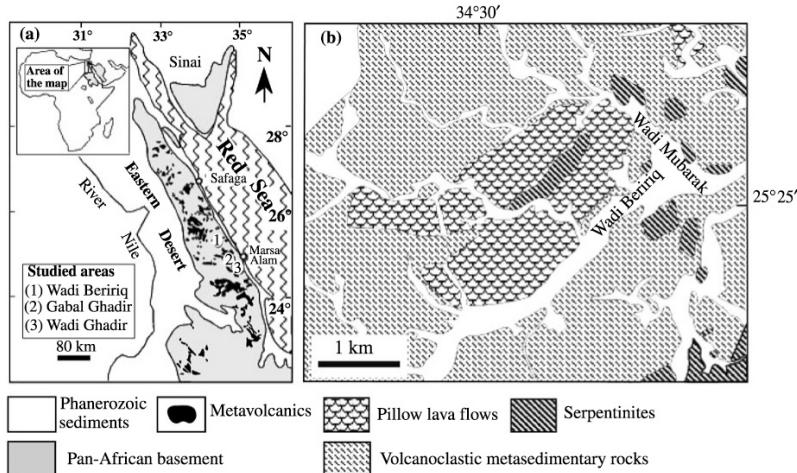 (a)
31°
33°
35°
Sinai
N
Area of
the map
28°
Red Sea
Safaga
Eastern
Desert
26°
River
Nile
1
Marsa
Alam
2
3
Studied areas
(1) Wadi Beririq
(2) Gabal Ghadir
(3) Wadi Ghadir
24°
80 km
34°30′
(b)
Wadi Mubarak
Wadi Beririq
25°25′
1 km
Phanerozoic
sediments
Metavolcanics
Pillow lava flows
Serpentinites
Pan-African basement
Volcanoclastic metasedimentary rocks